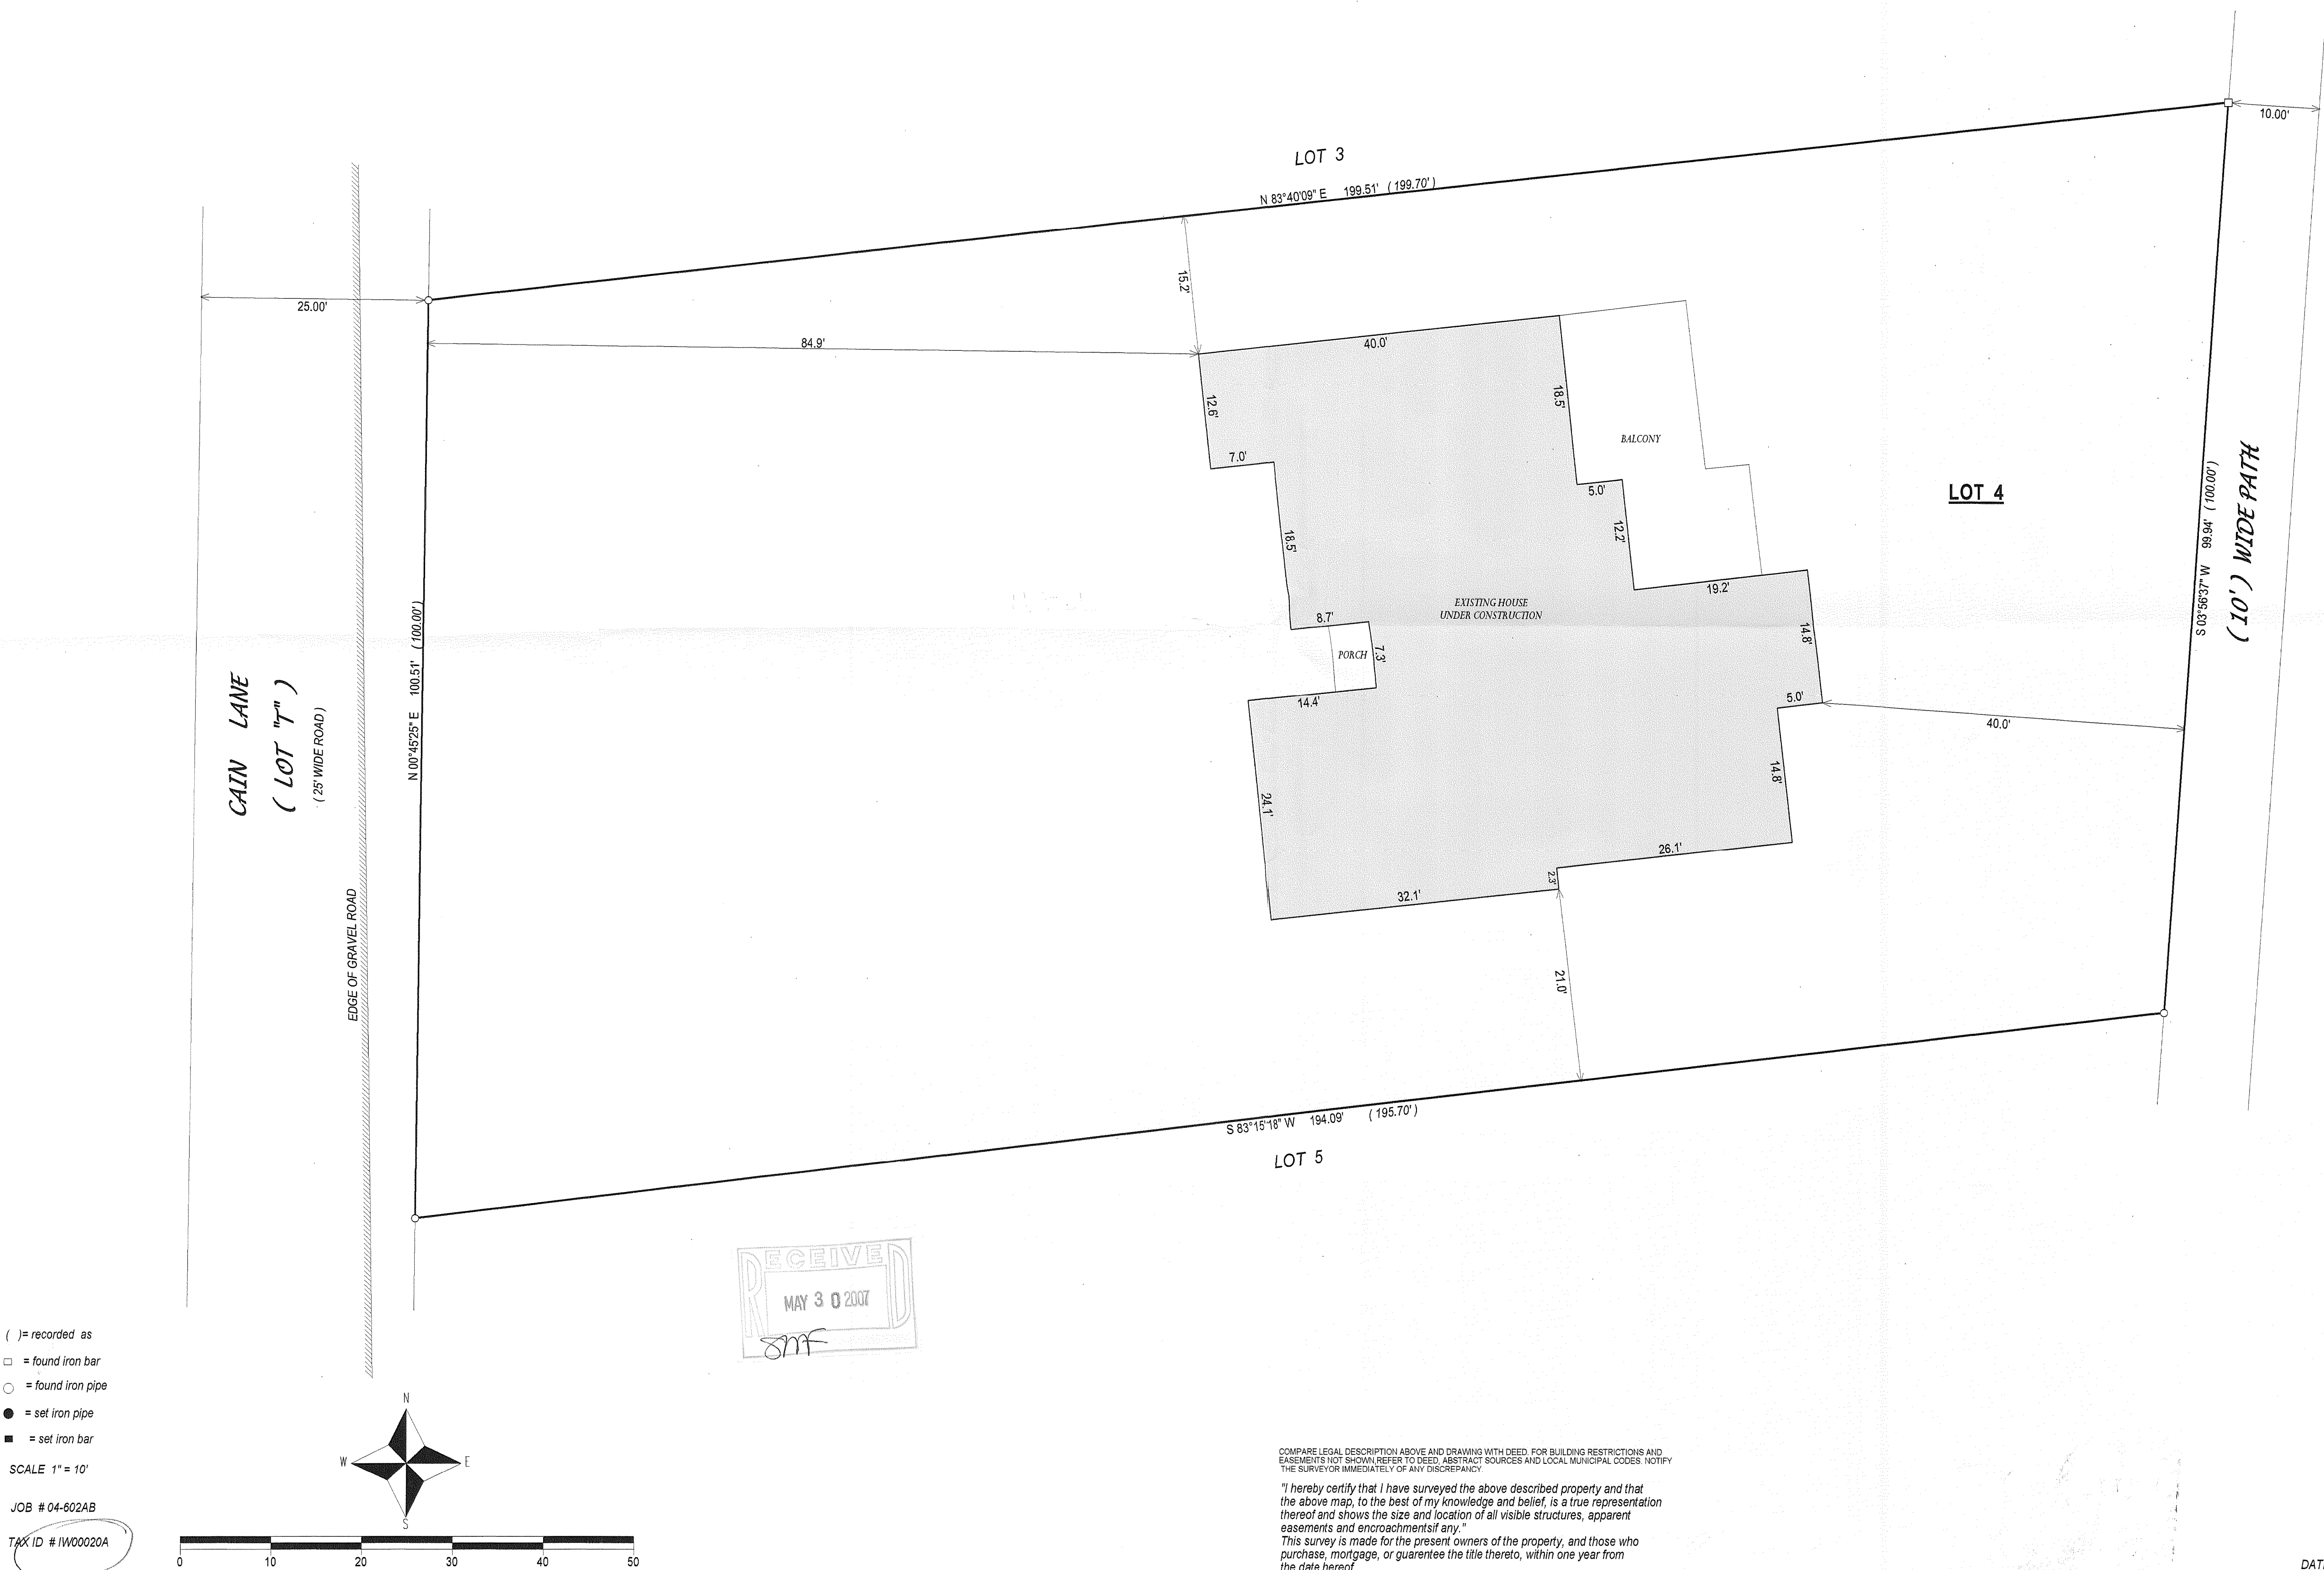 10.00'
LOT 3
N 83°40'09" E 199.51' ( 199.70' )
15.2'
25.00'
84.9'
40.0'
12.6'
18.5'
7.0'
BALCONY
5.0'
LOT 4
18.5'
12.2'
S 03°56'37" W 99.94' ( 100.00' )
( 10' ) WIDE PATH
19.2'
EXISTING HOUSE
UNDER CONSTRUCTION
8.7'
PORCH
7.3'
14.8'
14.4'
5.0'
40.0'
N 00°45'25" E 100.51' ( 100.00' )
CAIN LANE
( LOT "T" )
( 25' WIDE ROAD )
14.8'
24.1'
26.1'
2.3'
32.1'
EDGE OF GRAVEL ROAD
21.0'
S 83°15'18" W 194.09' ( 195.70' )
LOT 5
RECEIVED
MAY 30 2007
( )= recorded as
= found iron bar
= found iron pipe
= set iron pipe
= set iron bar
SCALE 1" = 10'
JOB # 04-602AB
TAX ID # IW00020A
N
W E
S
0 10 20 30 40 50
COMPARE LEGAL DESCRIPTION ABOVE AND DRAWING WITH DEED. FOR BUILDING RESTRICTIONS AND
EASEMENTS NOT SHOWN,REFER TO DEED, ABSTRACT SOURCES AND LOCAL MUNICIPAL CODES. NOTIFY
THE SURVEYOR IMMEDIATELY OF ANY DISCREPANCY.
"I hereby certify that I have surveyed the above described property and that
the above map, to the best of my knowledge and belief, is a true representation
thereof and shows the size and location of all visible structures, apparent
easements and encroachmentsif any."
This survey is made for the present owners of the property, and those who
purchase, mortgage, or guarentee the title thereto, within one year from
the date hereof